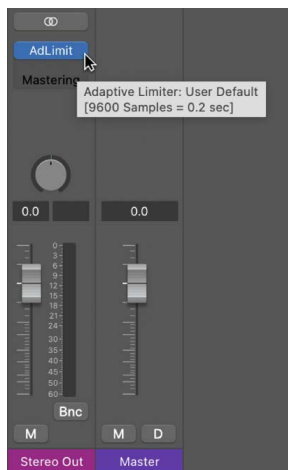 AdLimit
Mastering
Adaptive Limiter: User Default
[9600 Samples = 0.2 sec]
0.0
0.0
0
3
6
9
12
15
18
21
24
30
35
40
45
50
60
Bnc
M
M D
Stereo Out
Master